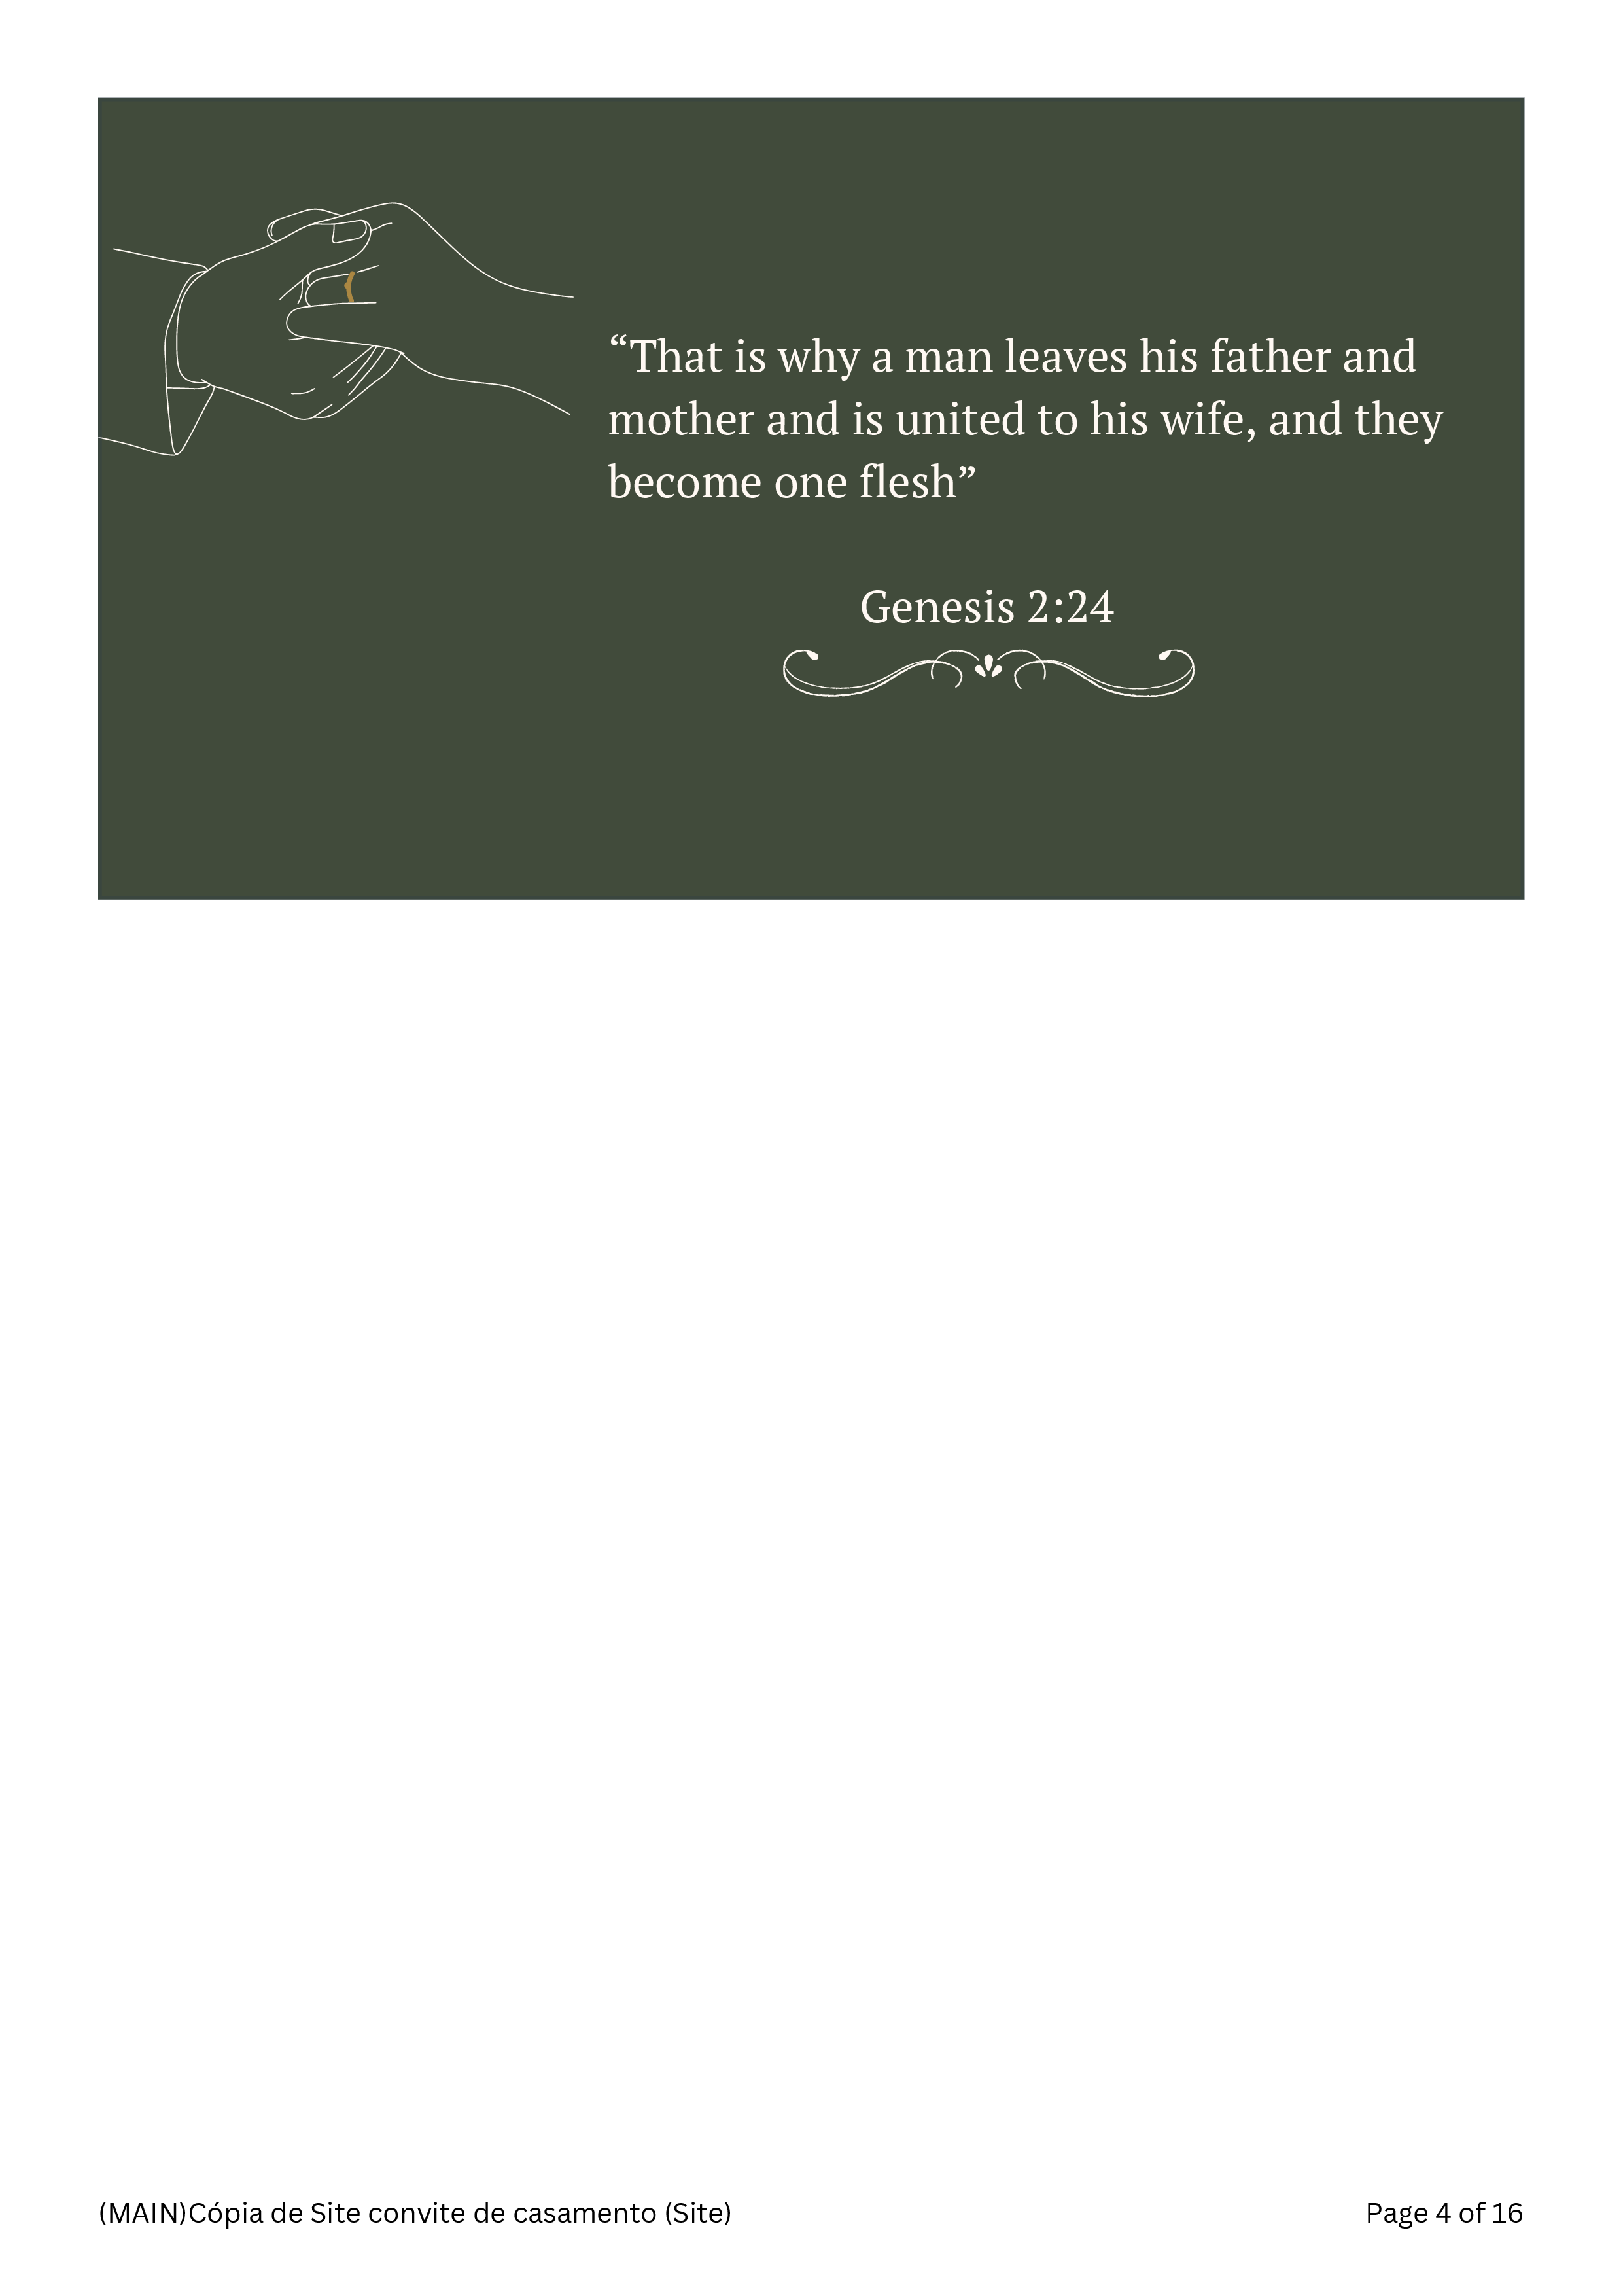 “That is why a man leaves his father and
mother and is united to his wife, and they
become one flesh”
Genesis 2:24
(MAIN)Cópia de Site convite de casamento (Site)
Page 4 of 16